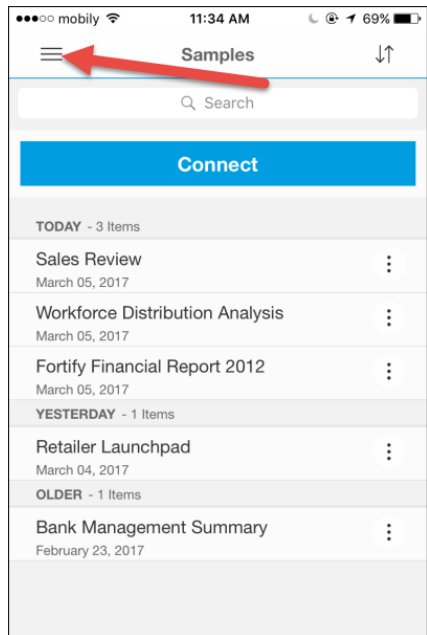 mobily 11:34 AM 69%
Samples
Search
Connect
TODAY - 3 Items
Sales Review
March 05, 2017
Workforce Distribution Analysis
March 05, 2017
Fortify Financial Report 2012
March 05, 2017
YESTERDAY - 1 Items
Retailer Launchpad
March 04, 2017
OLDER - 1 Items
Bank Management Summary
February 23, 2017